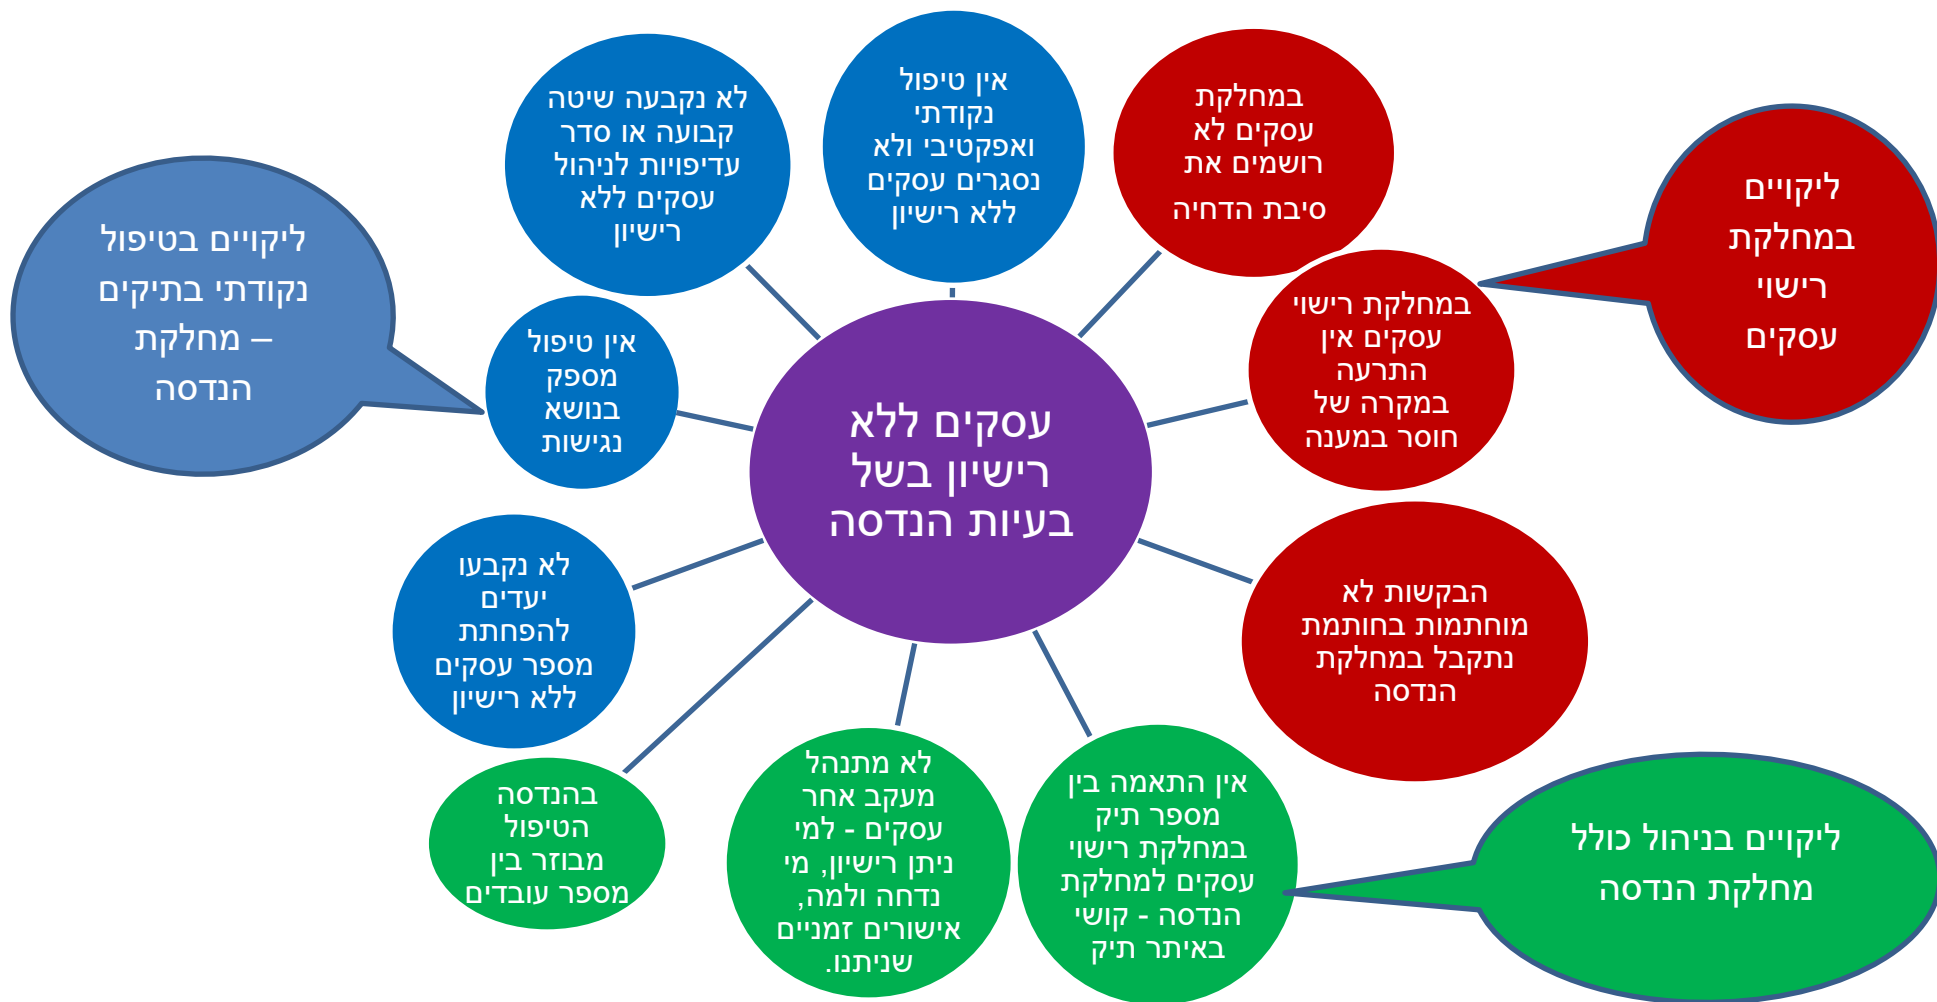 עסקים ללא
רישיון בשל
בעיות הנדסה
אין טיפול
נקודתי
ואפקטיבי ולא
נסגרים עסקים
ללא רישיון
במחלקת
עסקים לא
רושמים את
סיבת הדחיה
במחלקת רישוי
עסקים אין
התרעה
במקרה של
חוסר במענה
הבקשות לא
מוחתמות בחותמת
נתקבל במחלקת
הנדסה
אין התאמה בין
מספר תיק
במחלקת רישוי
עסקים למחלקת
הנדסה - קושי
באיתר תיק
לא מתנהל
מעקב אחר
עסקים - למי
ניתן רישיון, מי
נדחה ולמה,
אישורים זמניים
שניתנו.
בהנדסה
הטיפול
מבוזר בין
מספר עובדים
לא נקבעו
יעדים
להפחתת
מספר עסקים
ללא רישיון
אין טיפול
מספק
בנושא
נגישות
לא נקבעה שיטה
קבועה או סדר
עדיפויות לניהול
עסקים ללא
רישיון
ליקויים
במחלקת
רישוי
עסקים
ליקויים בניהול כולל
מחלקת הנדסה
ליקויים בטיפול
נקודתי בתיקים
– מחלקת
הנדסה